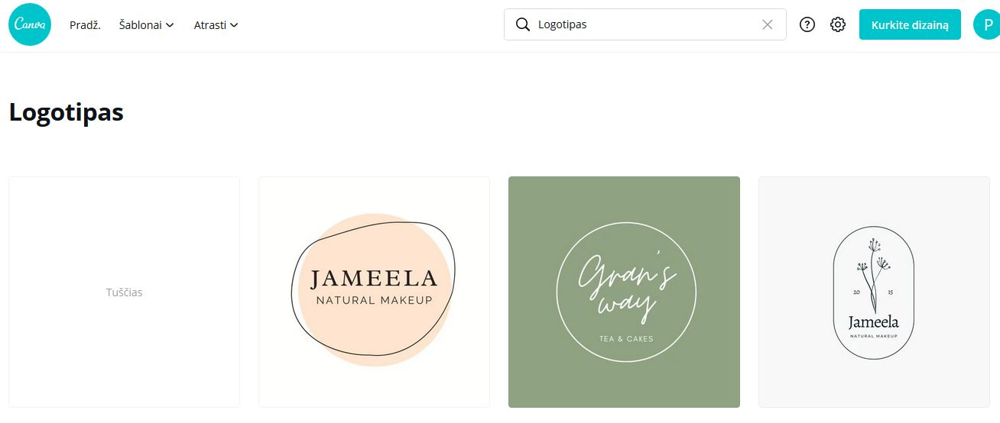 Canva Pradž. Šablonai Atrasti Logotipas Kurkite dizainą P
Logotipas
Tuščias
JAMEELA
NATURAL MAKEUP
Gran's
way
TEA & CAKES
20 15
Jameela
NATURAL MAKEUP